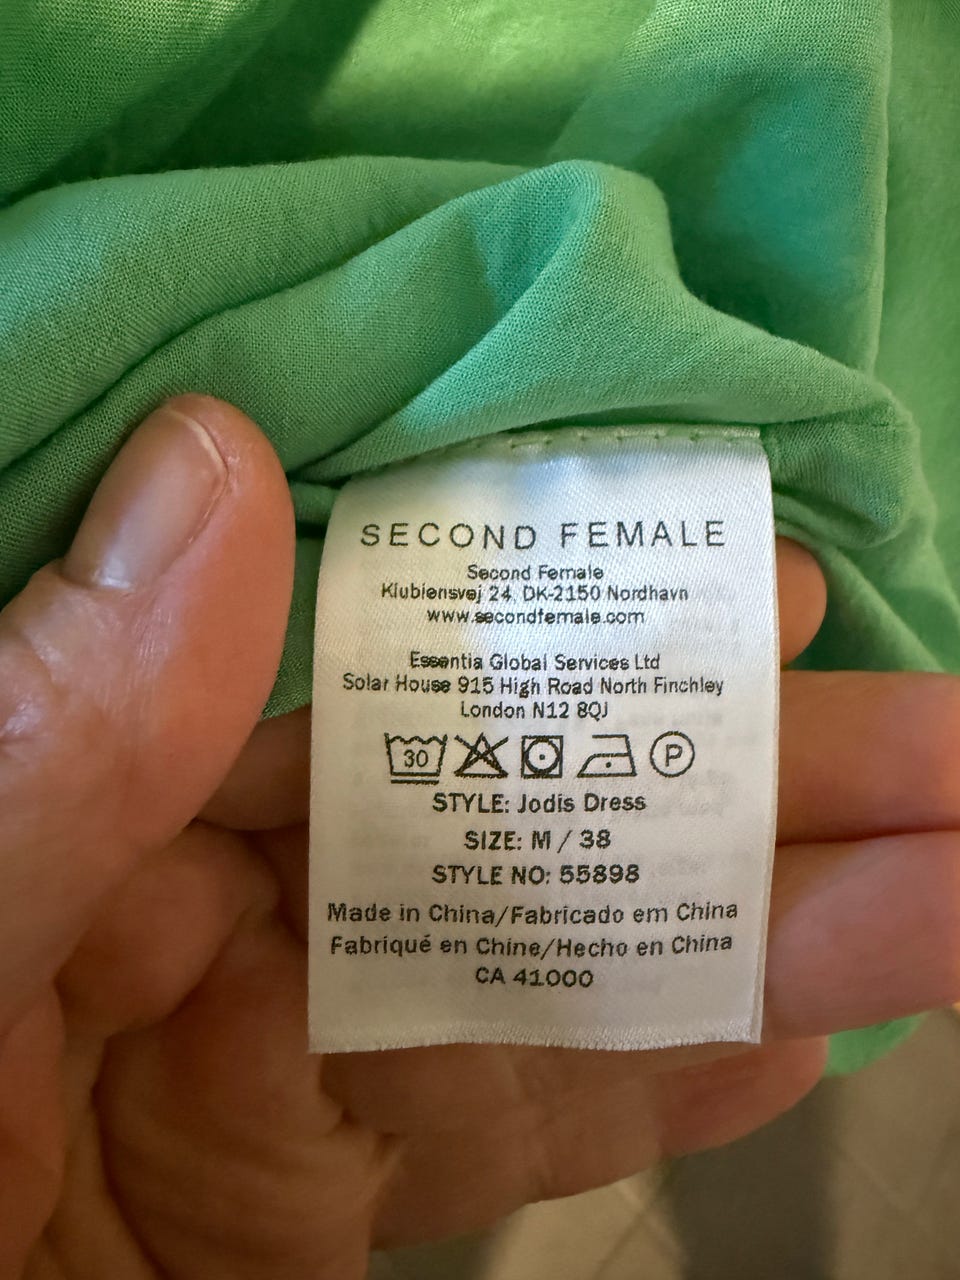 SECOND FEMALE
Second Female
Klubiensvej 24, DK-2150 Nordhavn
www.secondfemale.com
Essentia Global Services Ltd
Solar House 915 High Road North Finchley
London N12 8QJ
30 P
STYLE: Jodis Dress
SIZE: M / 38
STYLE NO: 55898
Made in China/Fabricado em China
Fabriqué en Chine/Hecho en China
CA 41000